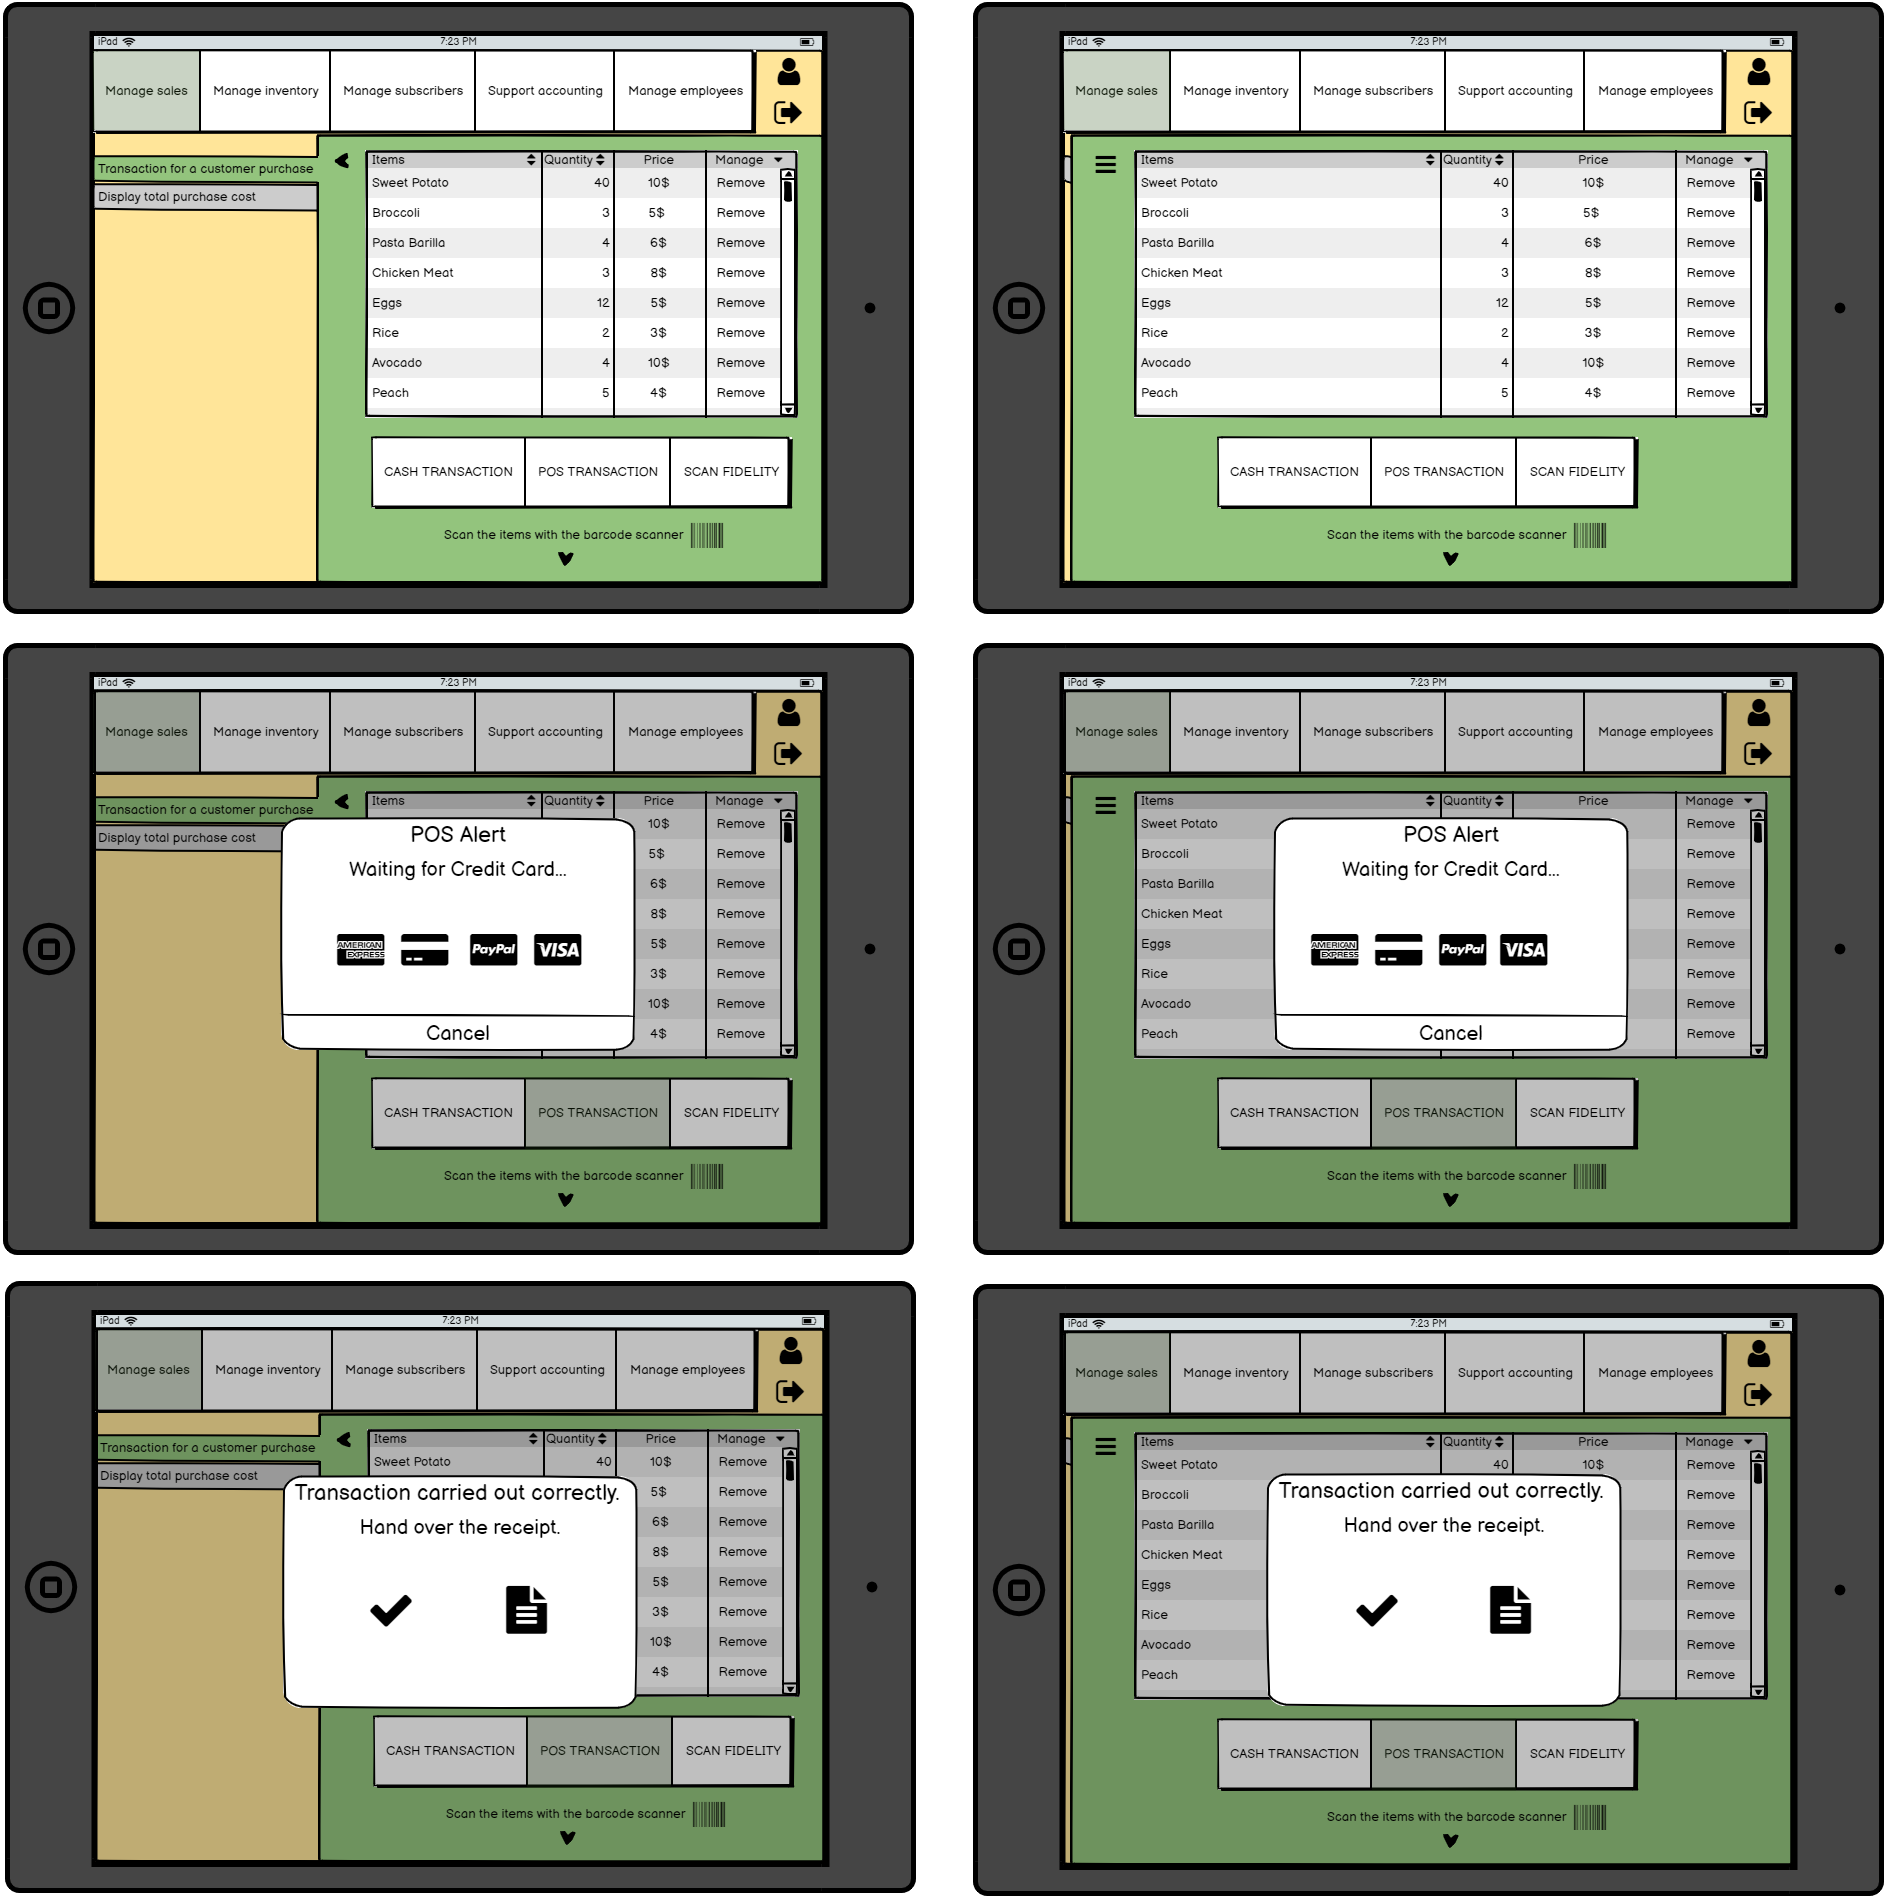 iPad 7:23 PM
Manage sales Manage inventory Manage subscribers Support accounting Manage employees
Transaction for a customer purchase
Display total purchase cost
Items Quantity Price Manage
Sweet Potato 40 10$ Remove
Broccoli 3 5$ Remove
Pasta Barilla 4 6$ Remove
Chicken Meat 3 8$ Remove
Eggs 12 5$ Remove
Rice 2 3$ Remove
Avocado 4 10$ Remove
Peach 5 4$ Remove
CASH TRANSACTION POS TRANSACTION SCAN FIDELITY
Scan the items with the barcode scanner
iPad 7:23 PM
Manage sales Manage inventory Manage subscribers Support accounting Manage employees
Items Quantity Price Manage
Sweet Potato 40 10$ Remove
Broccoli 3 5$ Remove
Pasta Barilla 4 6$ Remove
Chicken Meat 3 8$ Remove
Eggs 12 5$ Remove
Rice 2 3$ Remove
Avocado 4 10$ Remove
Peach 5 4$ Remove
CASH TRANSACTION POS TRANSACTION SCAN FIDELITY
Scan the items with the barcode scanner
iPad 7:23 PM
Manage sales Manage inventory Manage subscribers Support accounting Manage employees
Transaction for a customer purchase
Display total purchase cost
Items Quantity Price Manage
10$ Remove
5$ Remove
6$ Remove
8$ Remove
5$ Remove
3$ Remove
10$ Remove
4$ Remove
POS Alert
Waiting for Credit Card...
AMERICAN EXPRESS PayPal VISA
Cancel
CASH TRANSACTION POS TRANSACTION SCAN FIDELITY
Scan the items with the barcode scanner
iPad 7:23 PM
Manage sales Manage inventory Manage subscribers Support accounting Manage employees
Items Quantity Price Manage
Sweet Potato Remove
Broccoli Remove
Pasta Barilla Remove
Chicken Meat Remove
Eggs Remove
Rice Remove
Avocado Remove
Peach Remove
POS Alert
Waiting for Credit Card...
AMERICAN EXPRESS PayPal VISA
Cancel
CASH TRANSACTION POS TRANSACTION SCAN FIDELITY
Scan the items with the barcode scanner
iPad 7:23 PM
Manage sales Manage inventory Manage subscribers Support accounting Manage employees
Transaction for a customer purchase
Display total purchase cost
Items Quantity Price Manage
Sweet Potato 40 10$ Remove
5$ Remove
6$ Remove
8$ Remove
5$ Remove
3$ Remove
10$ Remove
4$ Remove
Transaction carried out correctly.
Hand over the receipt.
CASH TRANSACTION POS TRANSACTION SCAN FIDELITY
Scan the items with the barcode scanner
iPad 7:23 PM
Manage sales Manage inventory Manage subscribers Support accounting Manage employees
Items Quantity Price Manage
Sweet Potato 40 10$ Remove
Broccoli Remove
Pasta Barilla Remove
Chicken Meat Remove
Eggs Remove
Rice Remove
Avocado Remove
Peach Remove
Transaction carried out correctly.
Hand over the receipt.
CASH TRANSACTION POS TRANSACTION SCAN FIDELITY
Scan the items with the barcode scanner